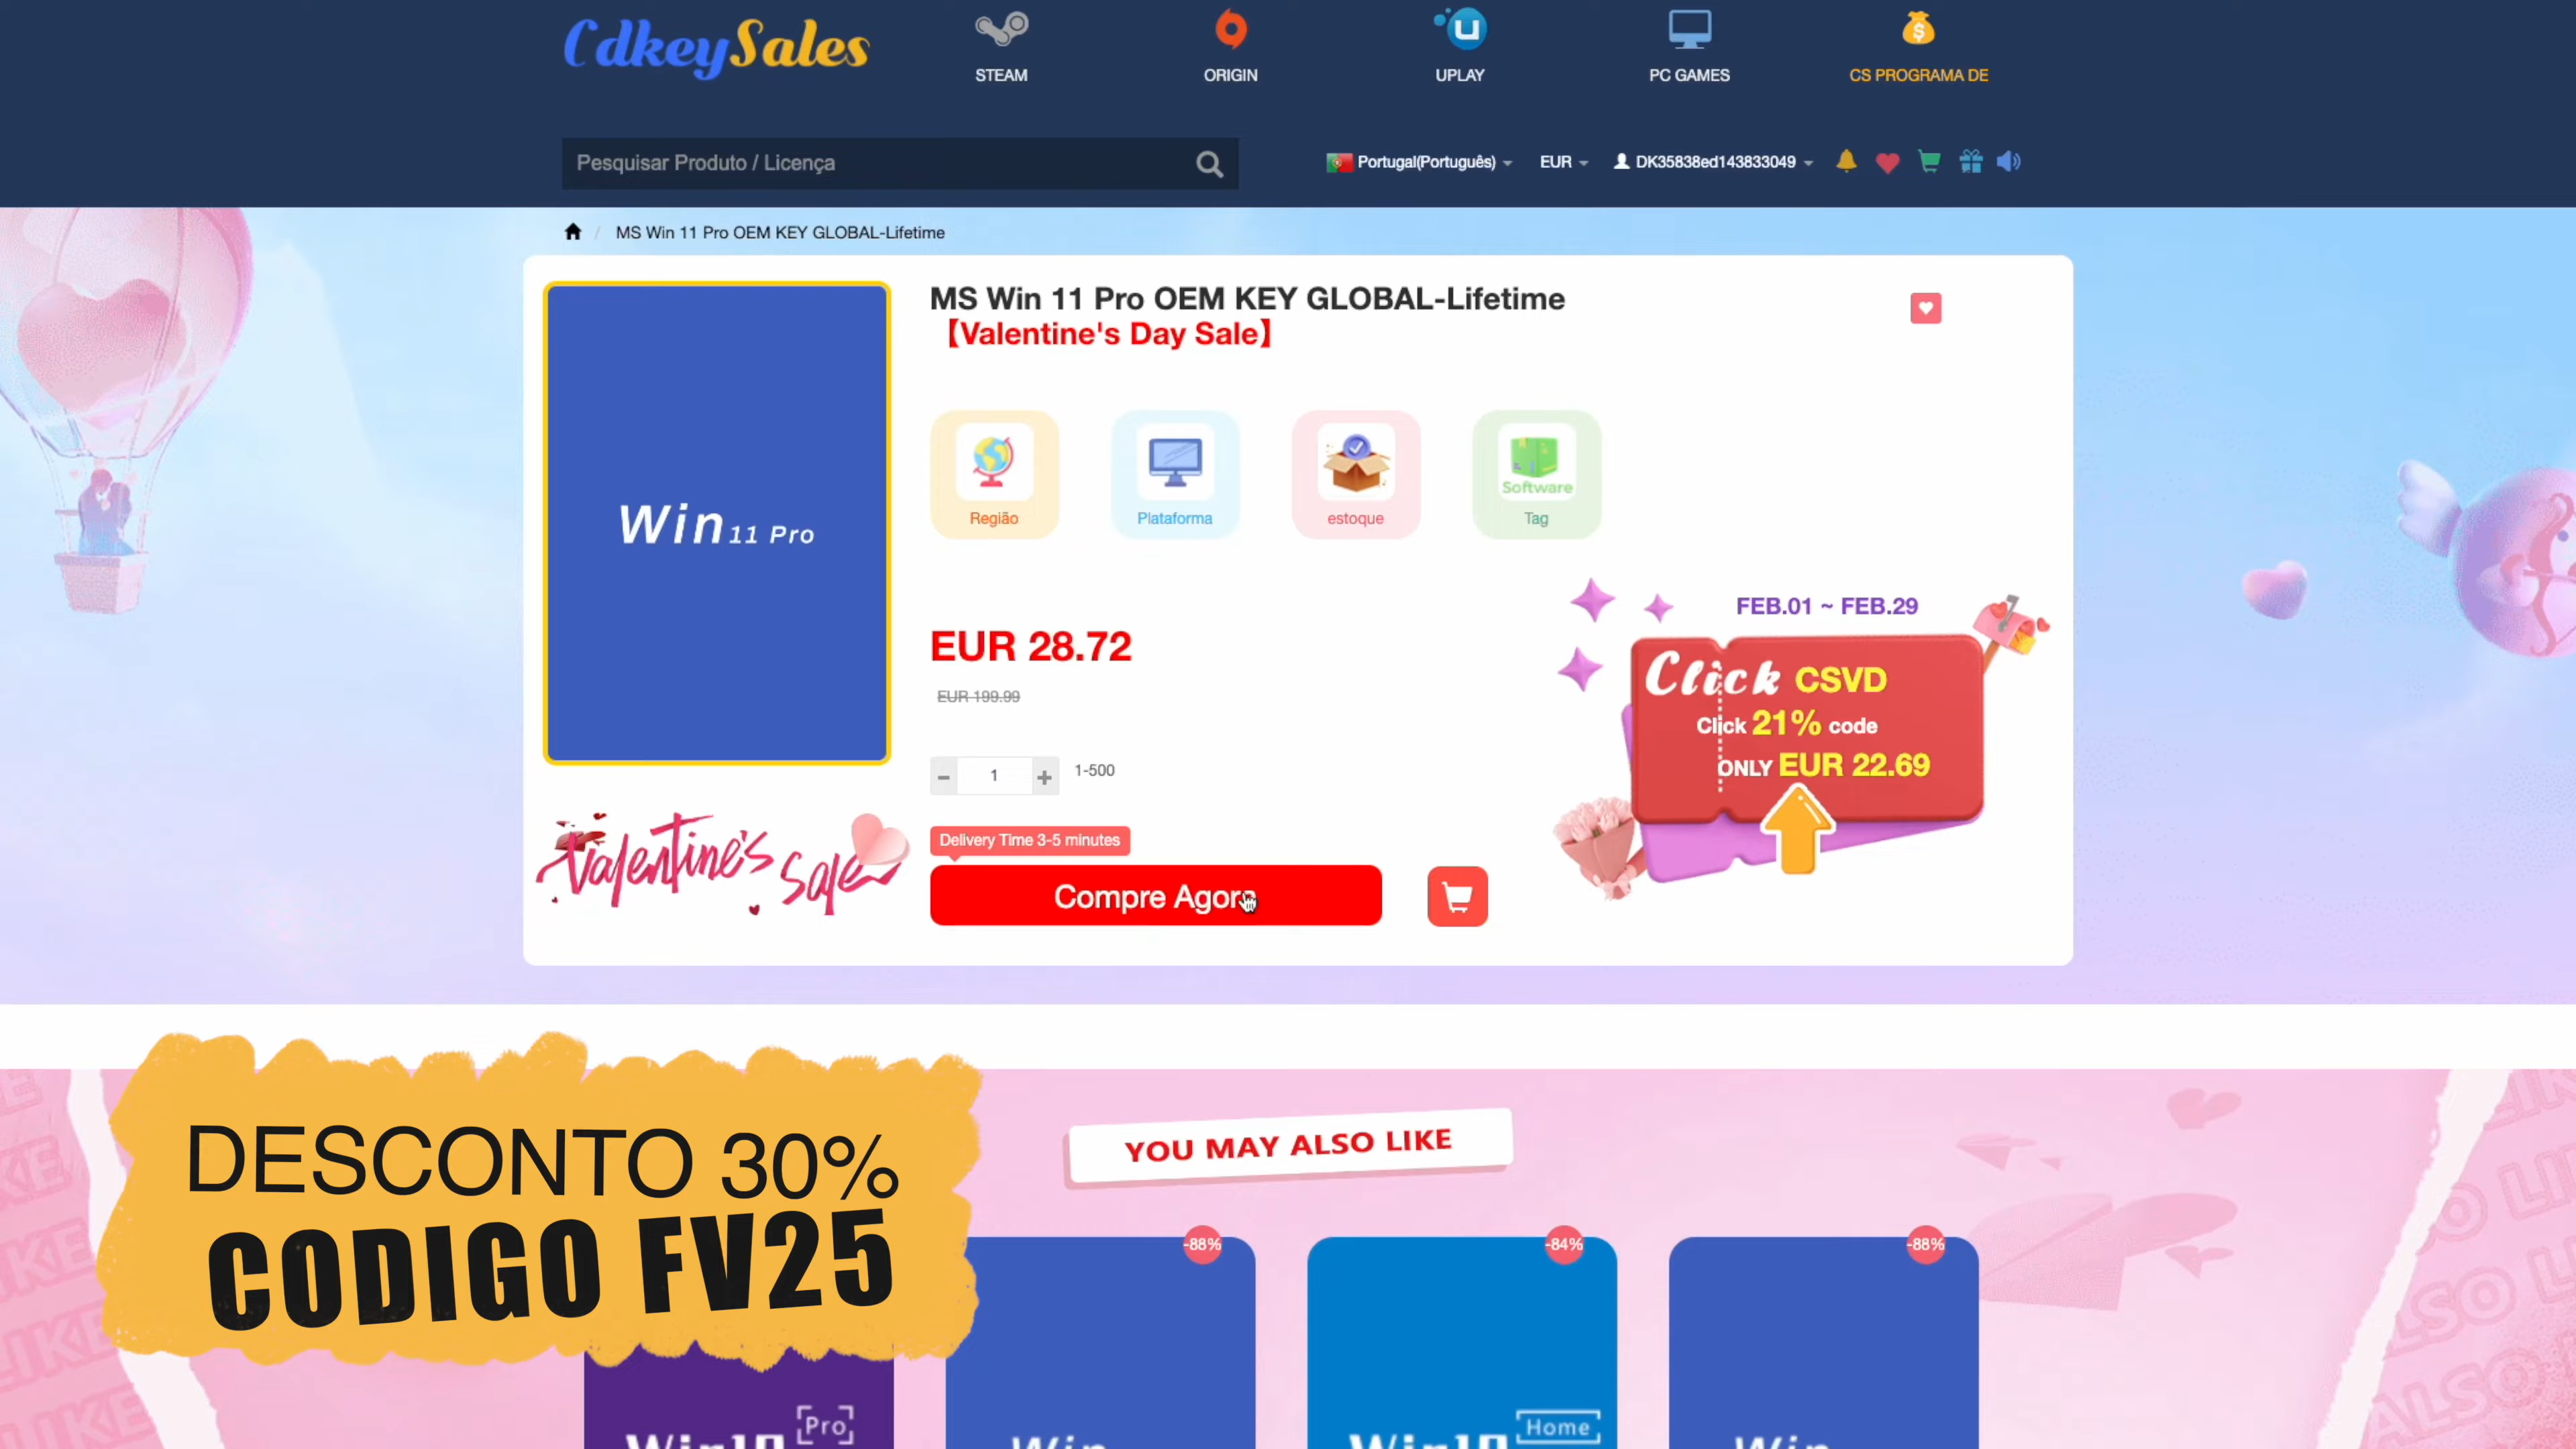 CdkeySales
STEAM
ORIGIN
UPLAY
PC GAMES
CS PROGRAMA DE
Pesquisar Produto / Licença
Portugal(Português)
EUR
DK35838ed143833049
MS Win 11 Pro OEM KEY GLOBAL-Lifetime
MS Win 11 Pro OEM KEY GLOBAL-Lifetime
【Valentine's Day Sale】
Win 11 Pro
Software
Região
Plataforma
estoque
Tag
EUR 28.72
EUR 199.99
1
1-500
FEB.01 ~ FEB.29
Click CSVD
Click 21% code
ONLY EUR 22.69
Valentine's Sale
Delivery Time 3-5 minutes
Compre Agora
DESCONTO 30%
CODIGO FV25
YOU MAY ALSO LIKE
-88%
-84%
-88%
Win10 Pro
Win
Win10 Home
Win